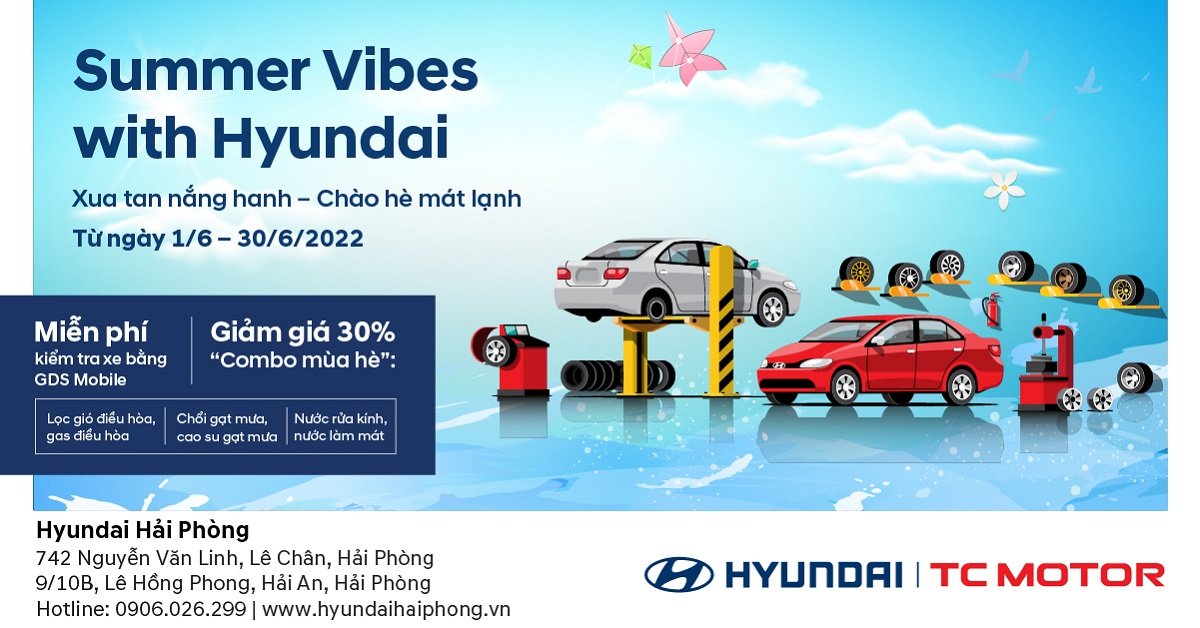 Summer Vibes
with Hyundai
Xua tan nắng hanh – Chào hè mát lạnh
Từ ngày 1/6 – 30/6/2022
Miễn phí
kiểm tra xe bằng
GDS Mobile
Giảm giá 30%
“Combo mùa hè”:
Lọc gió điều hòa,
gas điều hòa
Chổi gạt mưa,
cao su gạt mưa
Nước rửa kính,
nước làm mát
Hyundai Hải Phòng
742 Nguyễn Văn Linh, Lê Chân, Hải Phòng
9/10B, Lê Hồng Phong, Hải An, Hải Phòng
Hotline: 0906.026.299 | www.hyundaihaiphong.vn
HYUNDAI | TC MOTOR